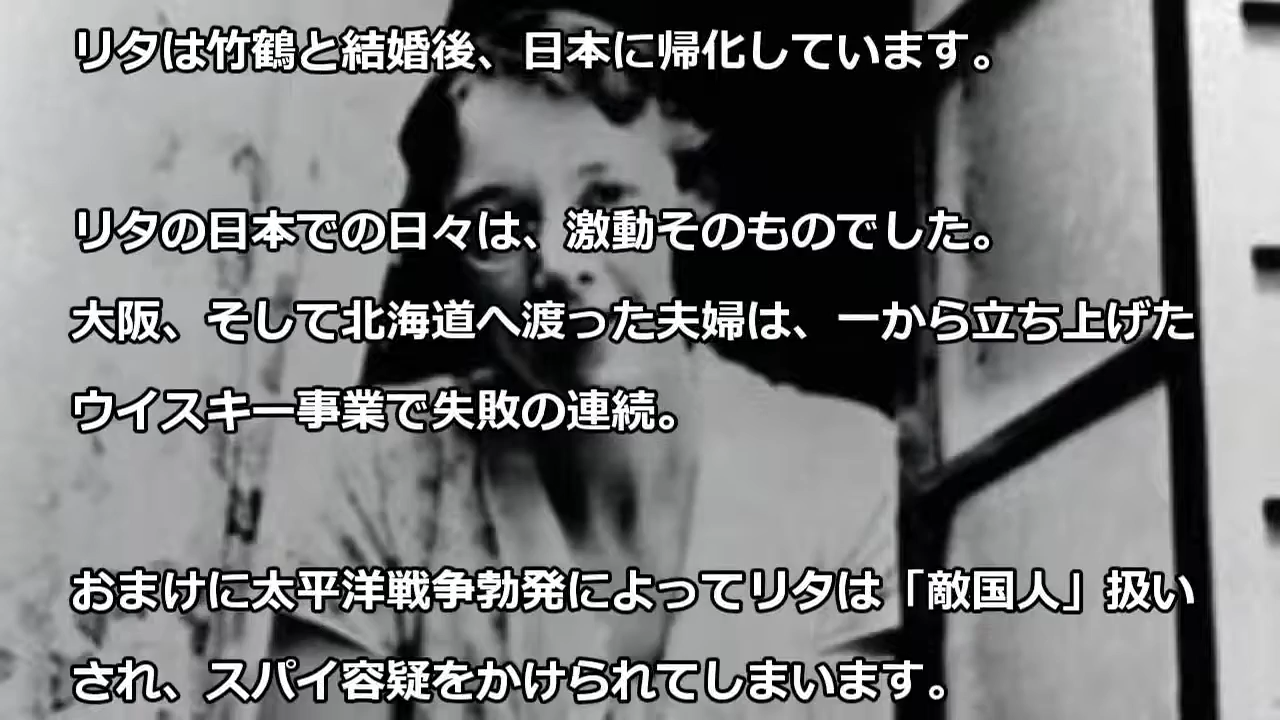 リタは竹鶴と結婚後、日本に帰化しています。
リタの日本での日々は、激動そのものでした。
大阪、そして北海道へ渡った夫婦は、一から立ち上げた
ウイスキー事業で失敗の連続。
おまけに太平洋戦争勃発によってリタは「敵国人」扱い
され、スパイ容疑をかけられてしまいます。